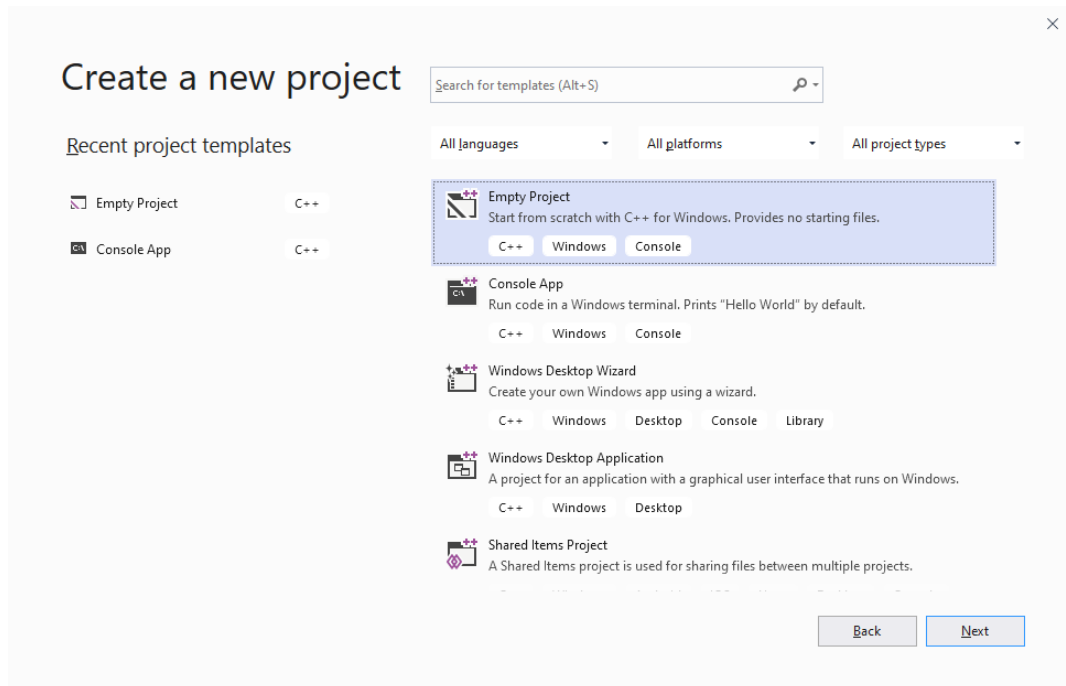 Create a new project
Search for templates (Alt+S)
Recent project templates
All languages
All platforms
All project types
Empty Project C++
Console App C++
Empty Project
Start from scratch with C++ for Windows. Provides no starting files.
C++ Windows Console
Console App
Run code in a Windows terminal. Prints "Hello World" by default.
C++ Windows Console
Windows Desktop Wizard
Create your own Windows app using a wizard.
C++ Windows Desktop Console Library
Windows Desktop Application
A project for an application with a graphical user interface that runs on Windows.
C++ Windows Desktop
Shared Items Project
A Shared Items project is used for sharing files between multiple projects.
Back Next